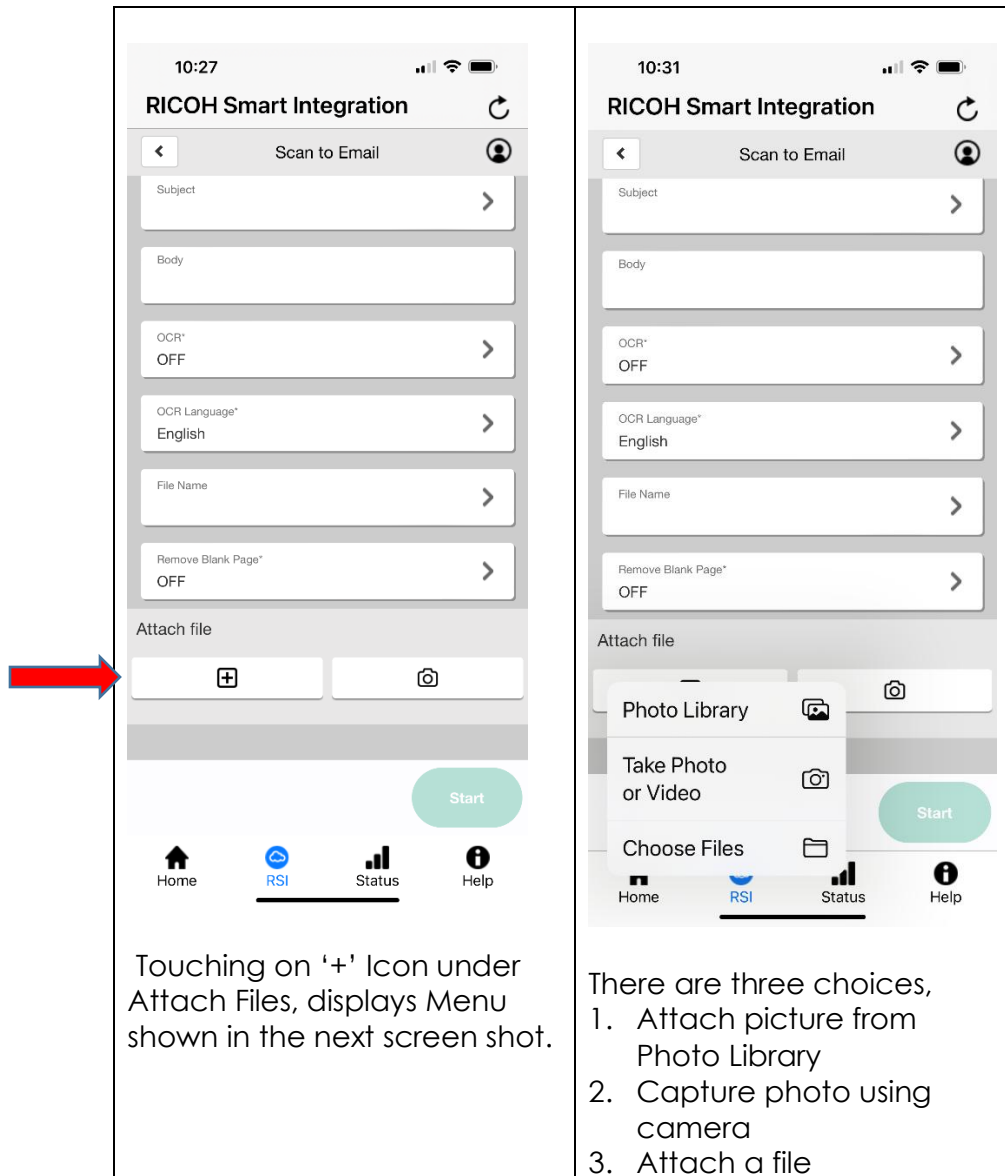 10:27
RICOH Smart Integration
Scan to Email
Subject
Body
OCR*
OFF
OCR Language*
English
File Name
Remove Blank Page*
OFF
Attach file
Start
Home RSI Status Help
Touching on ‘+’ Icon under
Attach Files, displays Menu
shown in the next screen shot.
10:31
RICOH Smart Integration
Scan to Email
Subject
Body
OCR*
OFF
OCR Language*
English
File Name
Remove Blank Page*
OFF
Attach file
Photo Library
Take Photo
or Video
Choose Files
Start
Home RSI Status Help
There are three choices,
1. Attach picture from
Photo Library
2. Capture photo using
camera
3. Attach a file